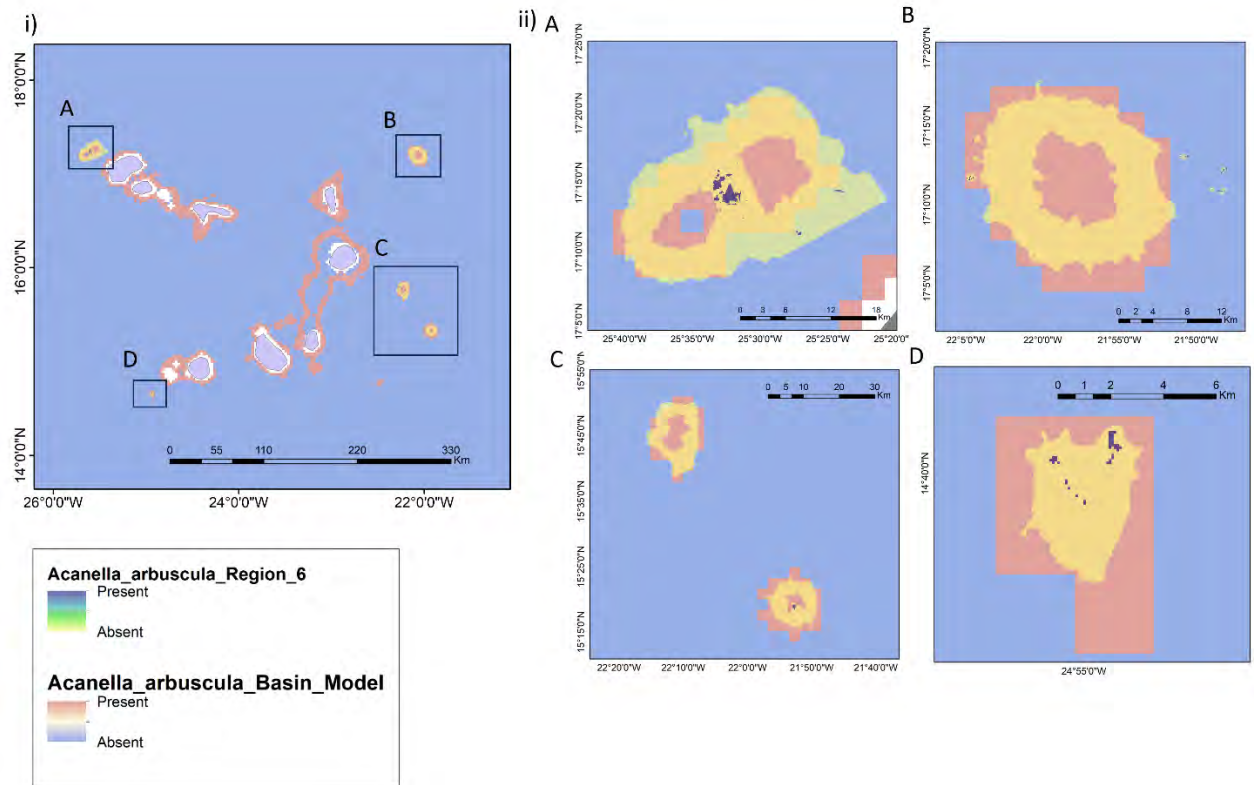 i)
A
B
C
D
18°0'0"N
16°0'0"N
14°0'0"N
26°0'0"W 24°0'0"W 22°0'0"W
0 55 110 220 330
Km
Acanella_arbuscula_Region_6
Present
Absent
Acanella_arbuscula_Basin_Model
Present
Absent
ii) A
17°25'0"N
17°20'0"N
17°15'0"N
17°10'0"N
17°5'0"N
0 3 6 12 18
Km
25°40'0"W 25°35'0"W 25°30'0"W 25°25'0"W 25°20'0"W
B
17°20'0"N
17°15'0"N
17°10'0"N
17°5'0"N
0 2 4 8 12
Km
22°5'0"W 22°0'0"W 21°55'0"W 21°50'0"W
C
15°55'0"N
15°45'0"N
15°35'0"N
15°25'0"N
15°15'0"N
0 5 10 20 30
Km
22°20'0"W 22°10'0"W 22°0'0"W 21°50'0"W 21°40'0"W
D
0 1 2 4 6
Km
14°40'0"N
24°55'0"W